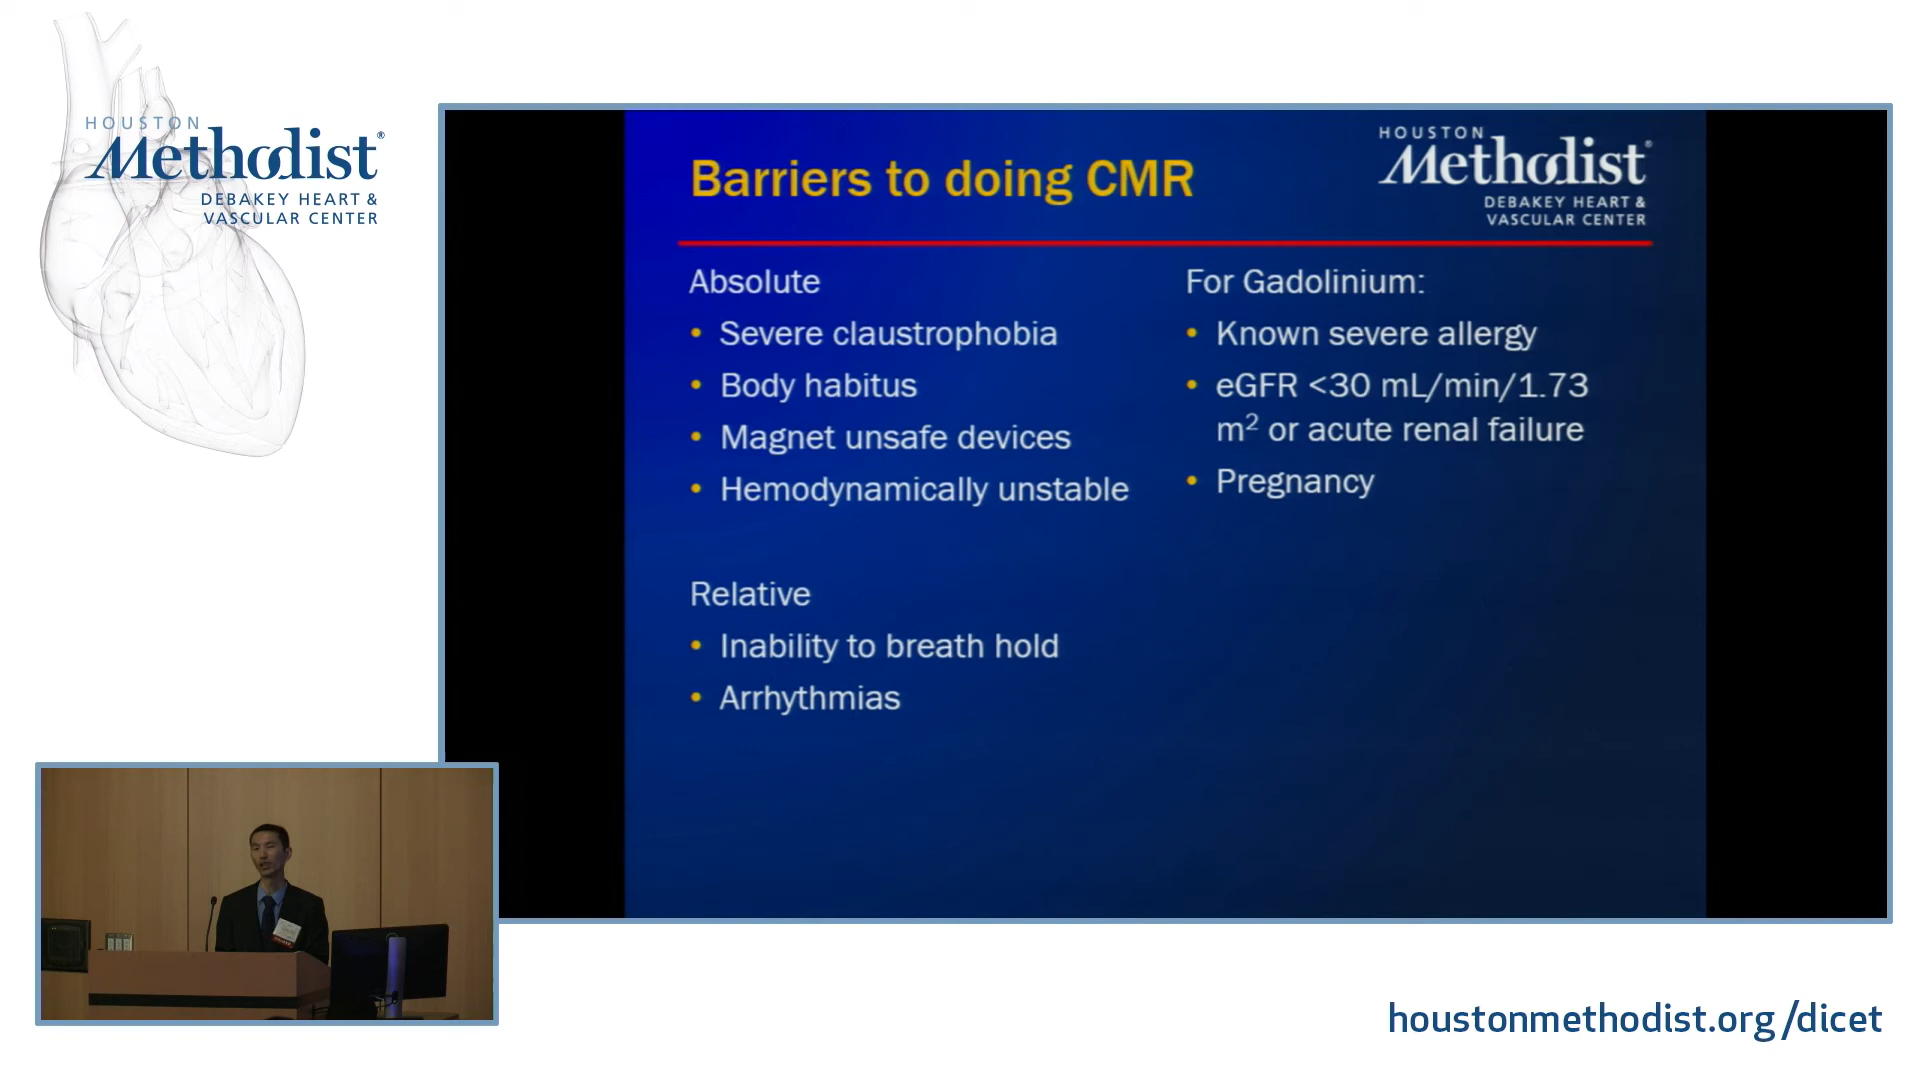 HOUSTON
Methodist®
DEBAKEY HEART &
VASCULAR CENTER
Barriers to doing CMR
HOUSTON
Methodist®
DEBAKEY HEART &
VASCULAR CENTER
Absolute
• Severe claustrophobia
• Body habitus
• Magnet unsafe devices
• Hemodynamically unstable
Relative
• Inability to breath hold
• Arrhythmias
For Gadolinium:
• Known severe allergy
• eGFR <30 mL/min/1.73
m² or acute renal failure
• Pregnancy
houstonmethodist.org/dicet